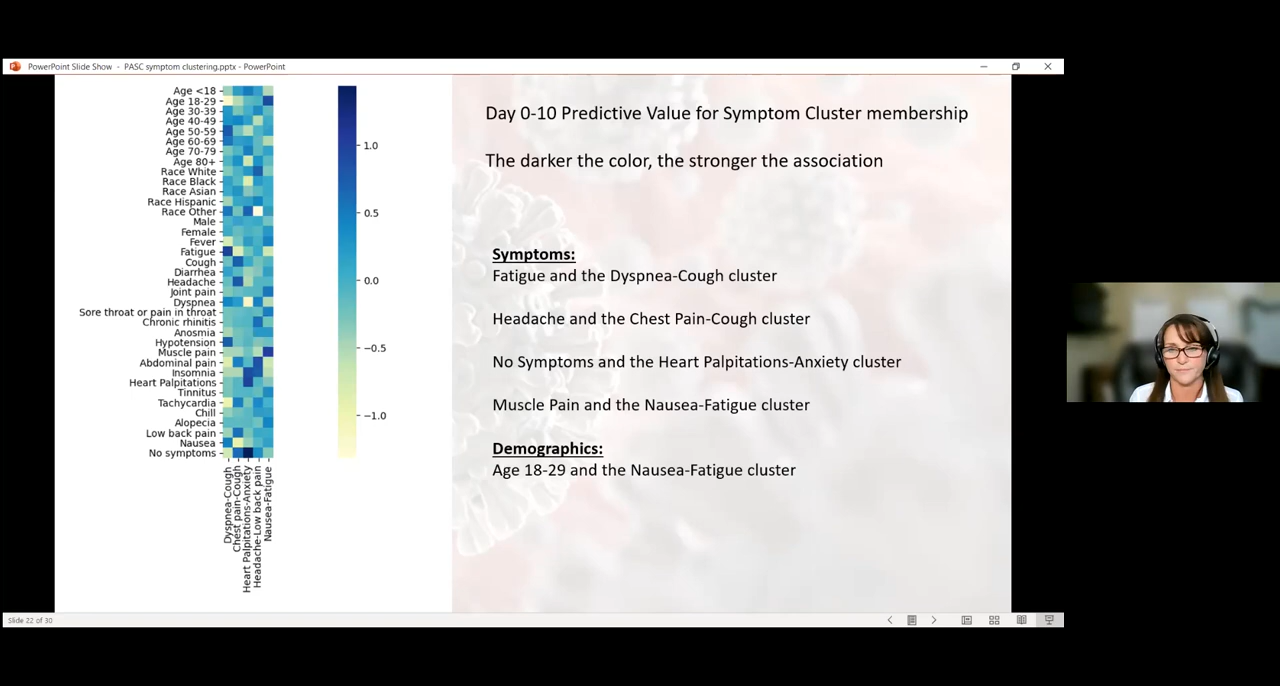 PowerPoint Slide Show - PASC symptom clustering.pptx - PowerPoint
Age <18
Age 18-29
Age 30-39
Age 40-49
Age 50-59
Age 60-69
Age 70-79
Age 80+
Race White
Race Black
Race Asian
Race Hispanic
Race Other
Male
Female
Fever
Fatigue
Cough
Diarrhea
Headache
Joint pain
Dyspnea
Sore throat or pain in throat
Chronic rhinitis
Anosmia
Hypotension
Muscle pain
Abdominal pain
Insomnia
Heart Palpitations
Tinnitus
Tachycardia
Chill
Alopecia
Low back pain
Nausea
No symptoms
Dyspnea-Cough
Chest pain-Cough
Heart Palpitations-Anxiety
Headache-Low back pain
Nausea-Fatigue
1.0
0.5
0.0
−0.5
−1.0
Day 0-10 Predictive Value for Symptom Cluster membership
The darker the color, the stronger the association
Symptoms:
Fatigue and the Dyspnea-Cough cluster
Headache and the Chest Pain-Cough cluster
No Symptoms and the Heart Palpitations-Anxiety cluster
Muscle Pain and the Nausea-Fatigue cluster
Demographics:
Age 18-29 and the Nausea-Fatigue cluster
Slide 22 of 30